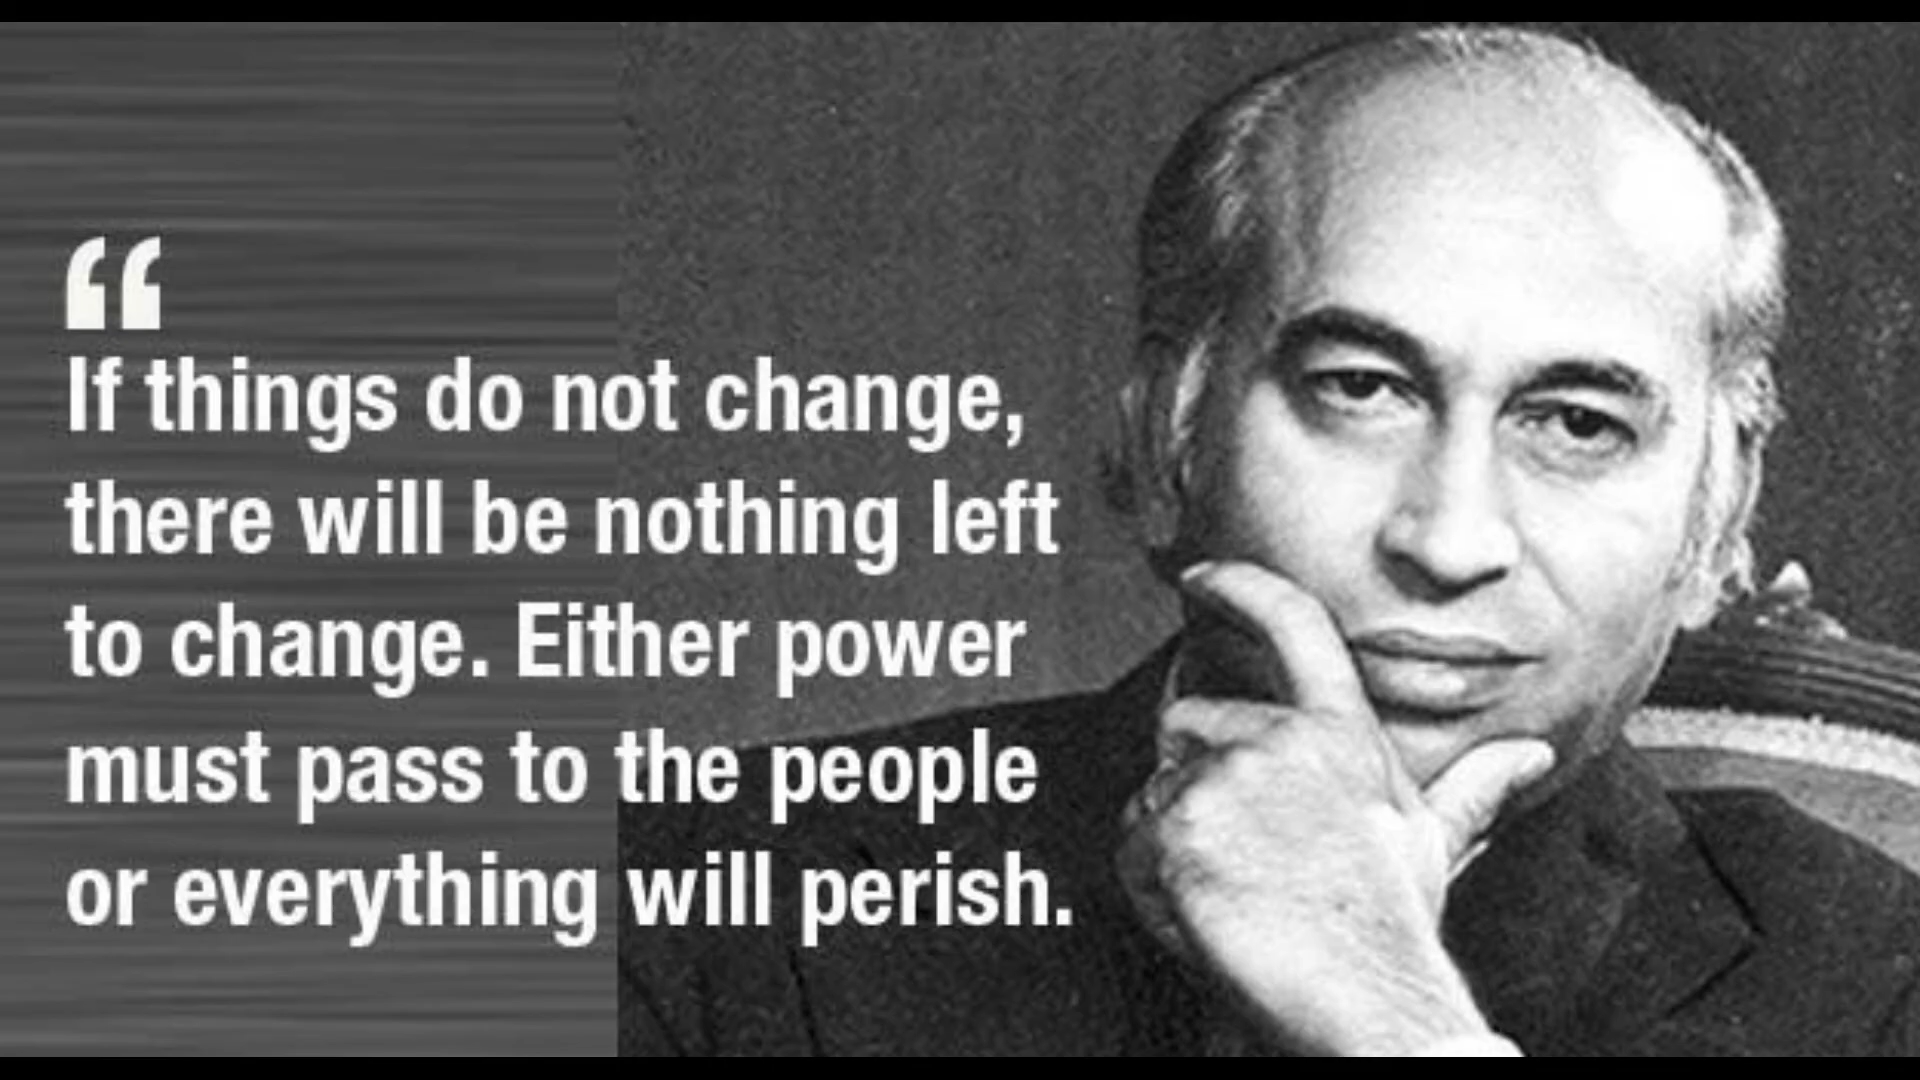 “
If things do not change,
there will be nothing left
to change. Either power
must pass to the people
or everything will perish.